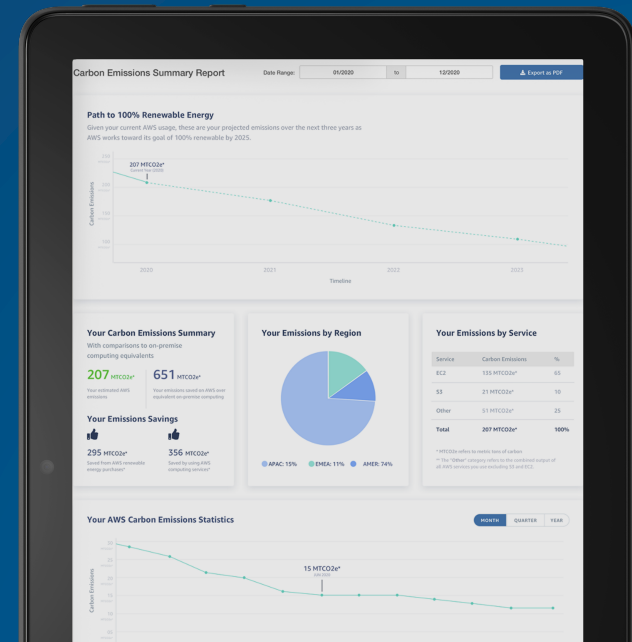 Carbon Emissions Summary Report
Date Range:
01/2020
to
12/2020
Export as PDF
Path to 100% Renewable Energy
Given your current AWS usage, these are your projected emissions over the next three years as
AWS works toward its goal of 100% renewable by 2025.
207 MTCO2e*
Carbon Emissions
2020
2021
2022
2023
Timeline
Your Carbon Emissions Summary
With comparisons to on-premise
computing equivalents
207 MTCO2e*
651 MTCO2e*
Your estimated AWS
emissions
Your emissions saved on AWS over
equivalent on-premise computing
Your Emissions Savings
295 MTCO2e*
356 MTCO2e*
Saved from AWS renewable
energy purchases*
Saved by using AWS
computing services*
Your Emissions by Region
APAC: 15%
EMEA: 11%
AMER: 74%
Your Emissions by Service
Service
Carbon Emissions
%
EC2
135 MTCO2e*
65
S3
21 MTCO2e*
10
Other
51 MTCO2e*
25
Total
207 MTCO2e*
100%
* MTCO2e refers to metric tons of carbon
** The "Other" category refers to the combined output of
all AWS services you are using excluding
Your AWS Carbon Emissions Statistics
MONTH
QUARTER
YEAR
15 MTCO2e*
Carbon Emissions
30
25
20
15
10